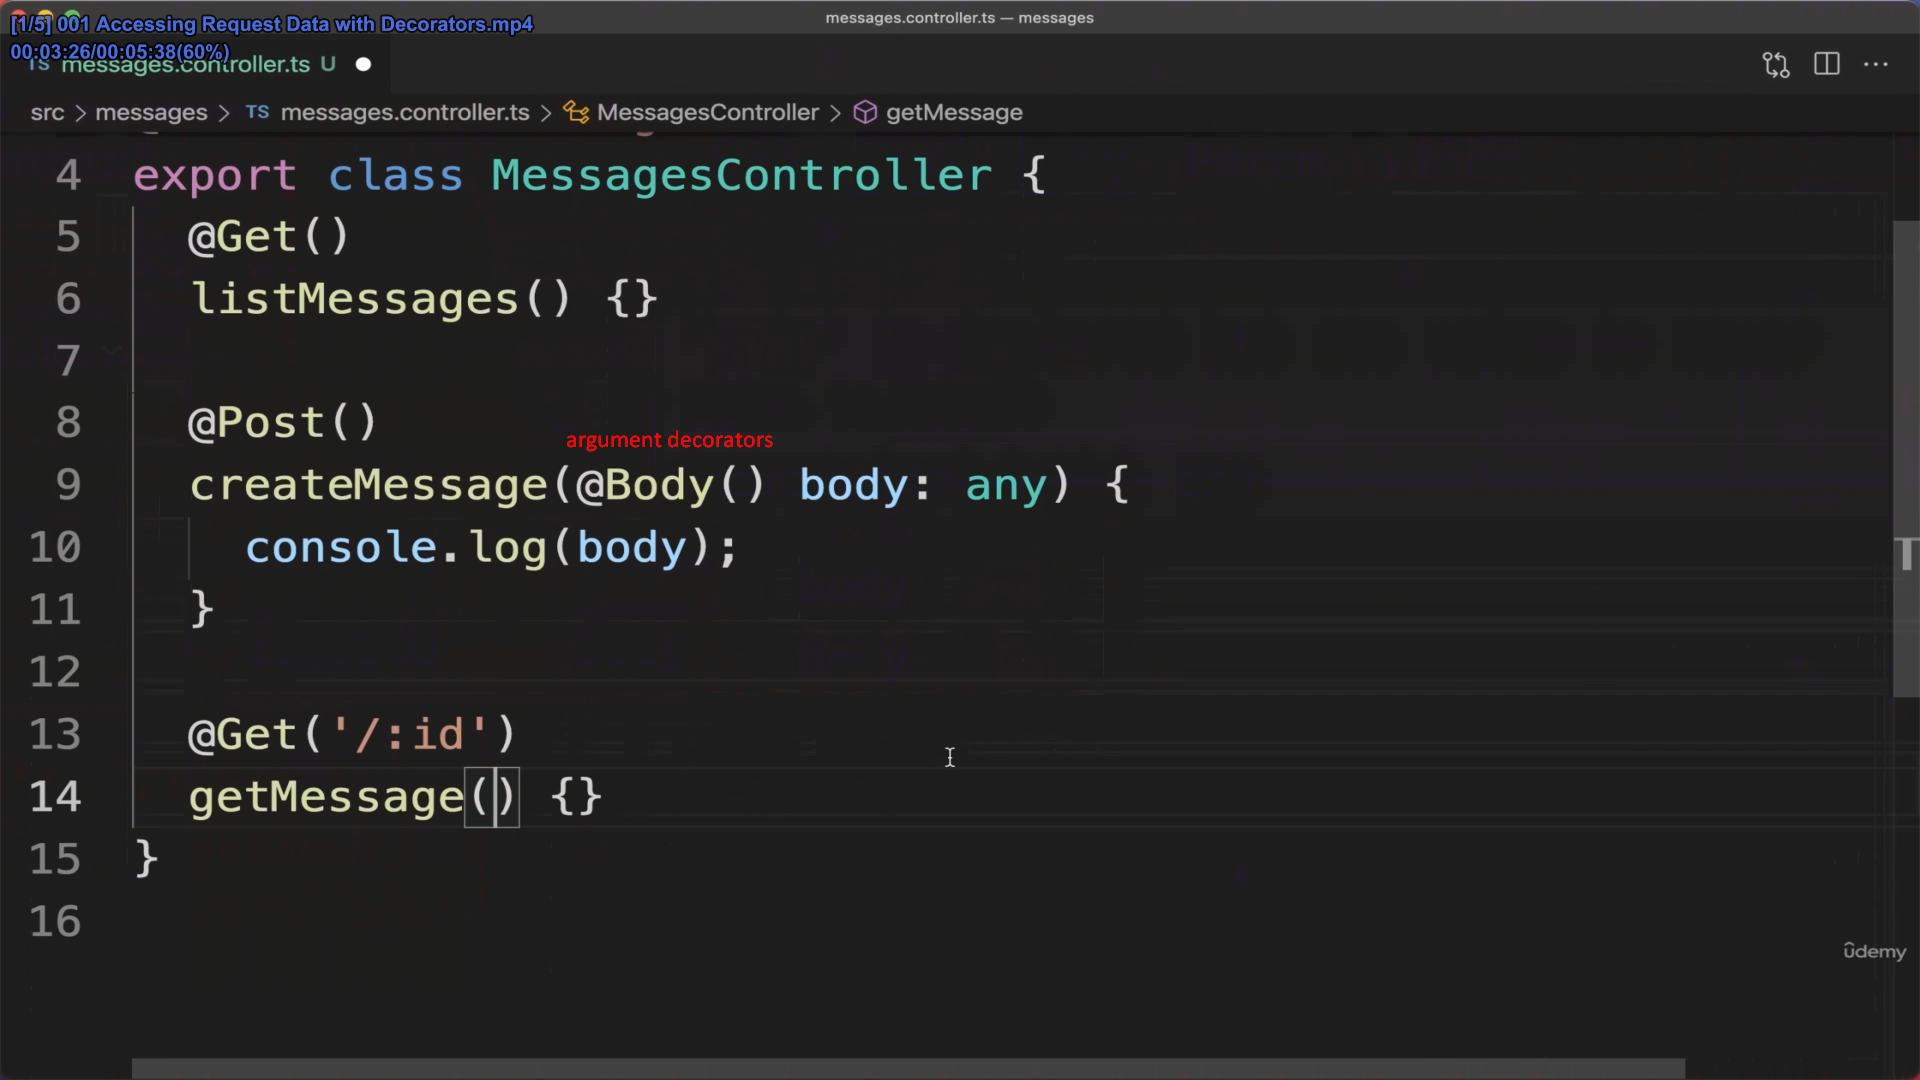 [1/5] 001 Accessing Request Data with Decorators.mp4
messages.controller.ts — messages
00:03:26/00:05:38(60%)
TS messages.controller.ts U
src > messages > TS messages.controller.ts > MessagesController > getMessage
4 export class MessagesController {
5 @Get()
6 listMessages() {}
7
8 @Post()
argument decorators
9 createMessage(@Body() body: any) {
10 console.log(body);
11 }
12
13 @Get('/:id')
14 getMessage() {}
15 }
16
ûdemy